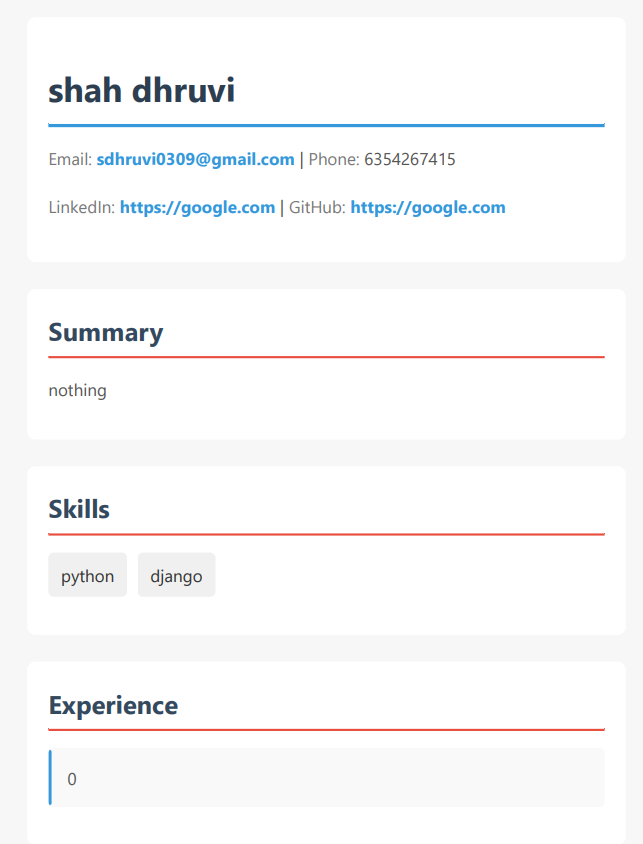 shah dhruvi
Email: sdhruvi0309@gmail.com | Phone: 6354267415
LinkedIn: https://google.com | GitHub: https://google.com
Summary
nothing
Skills
python django
Experience
0